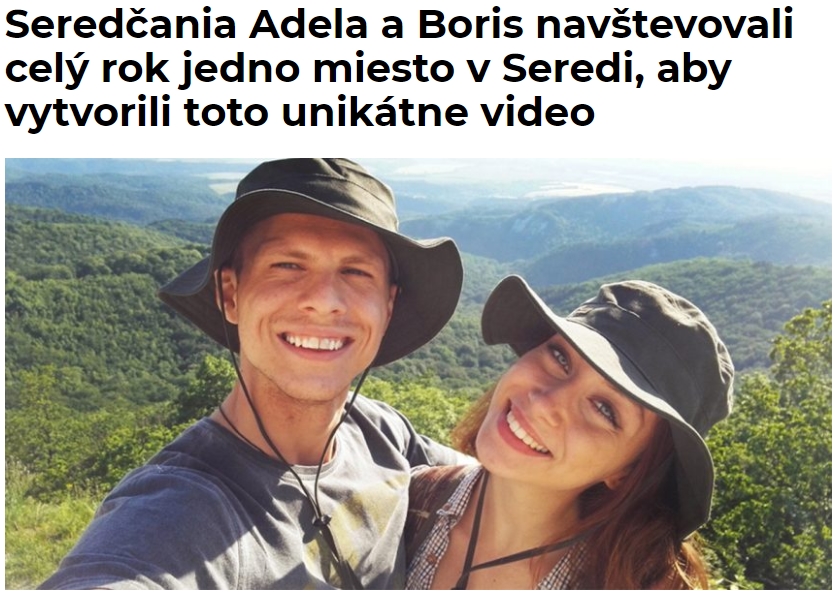 Seredčania Adela a Boris navštevovali
celý rok jedno miesto v Seredi, aby
vytvorili toto unikátne video